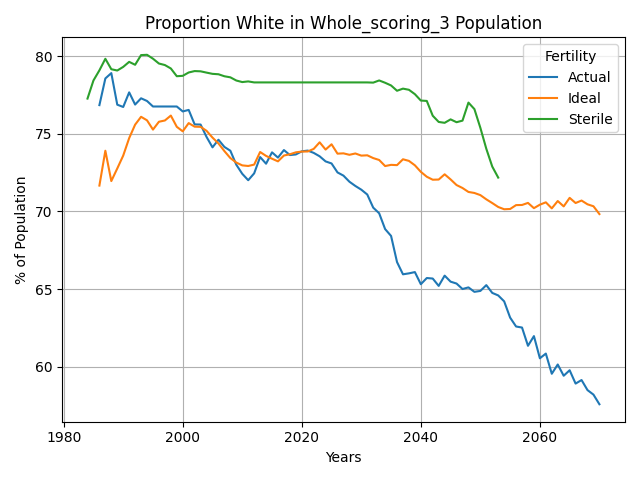 Proportion White in Whole_scoring_3 Population
Fertility
Actual
Ideal
Sterile
% of Population
80
75
70
65
60
1980
2000
2020
2040
2060
Years